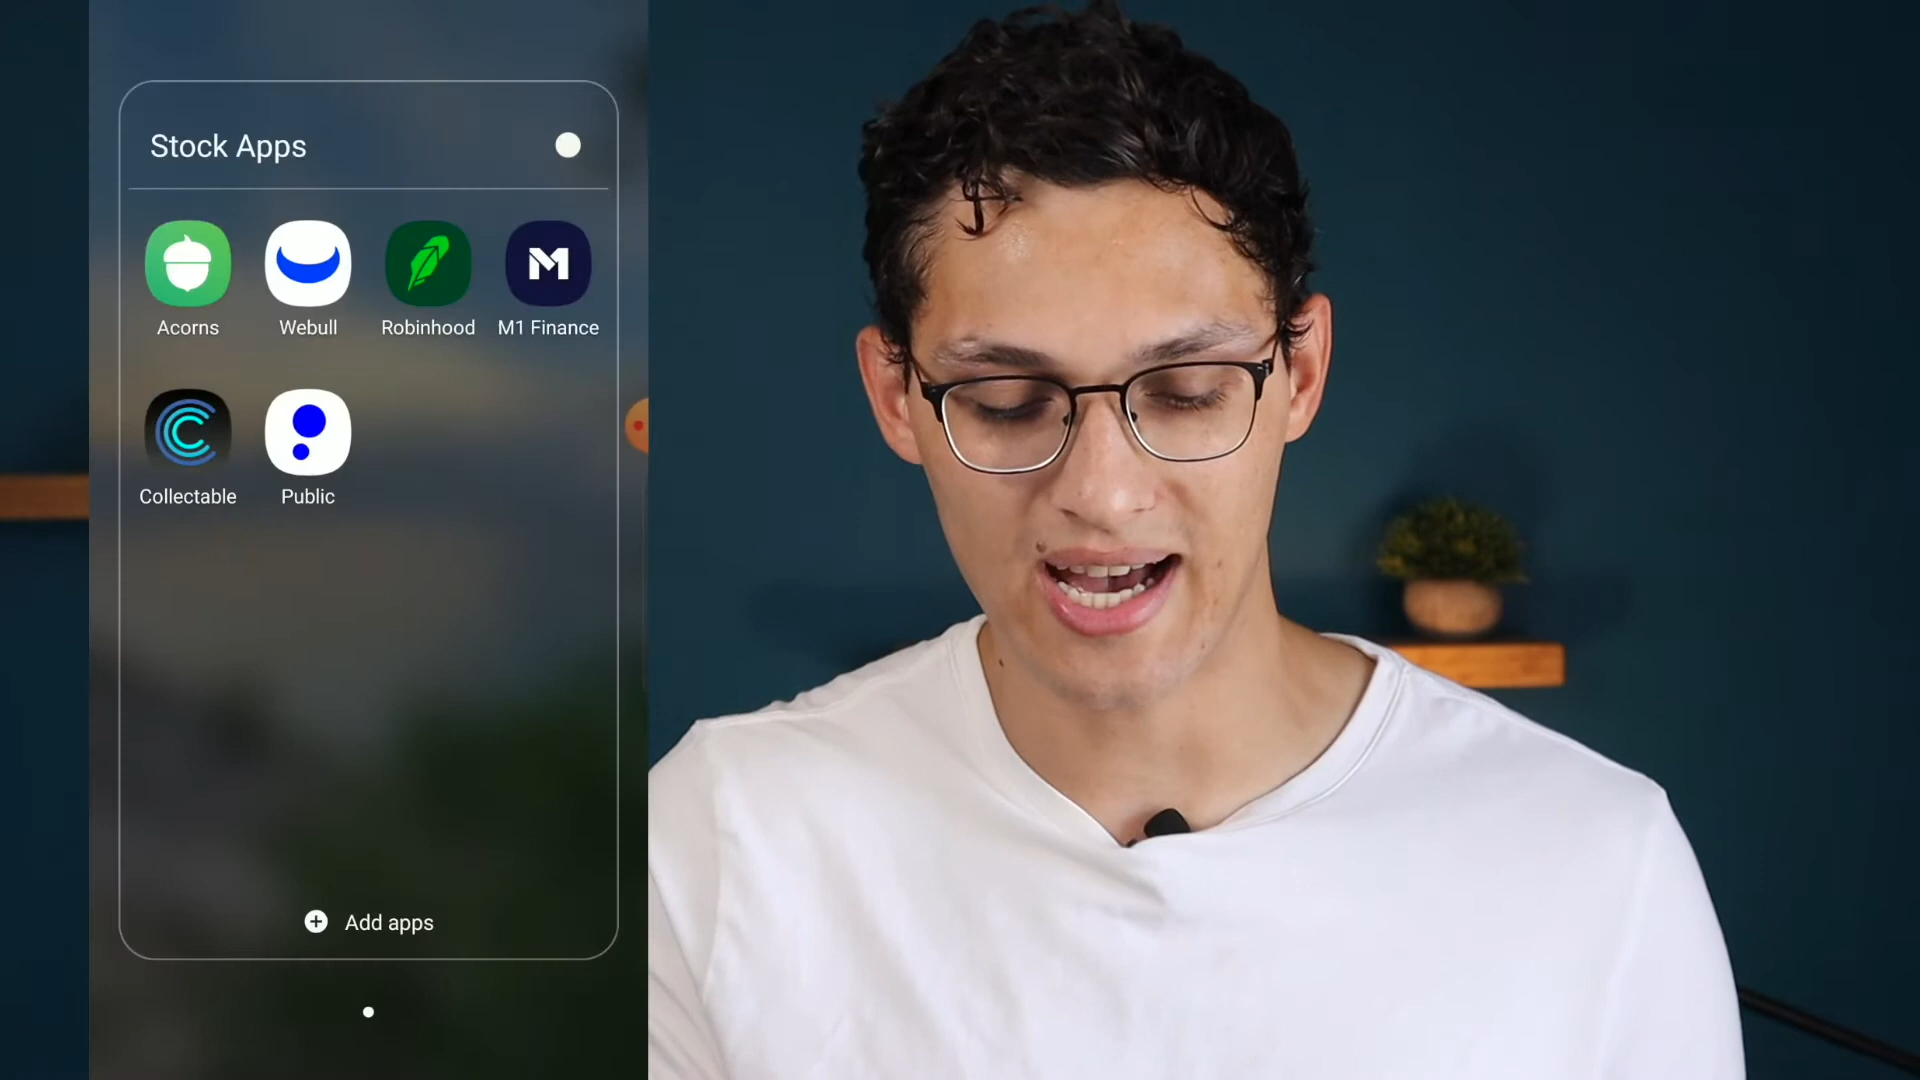 Stock Apps
Acorns Webull Robinhood M1 Finance
Collectable Public
Add apps